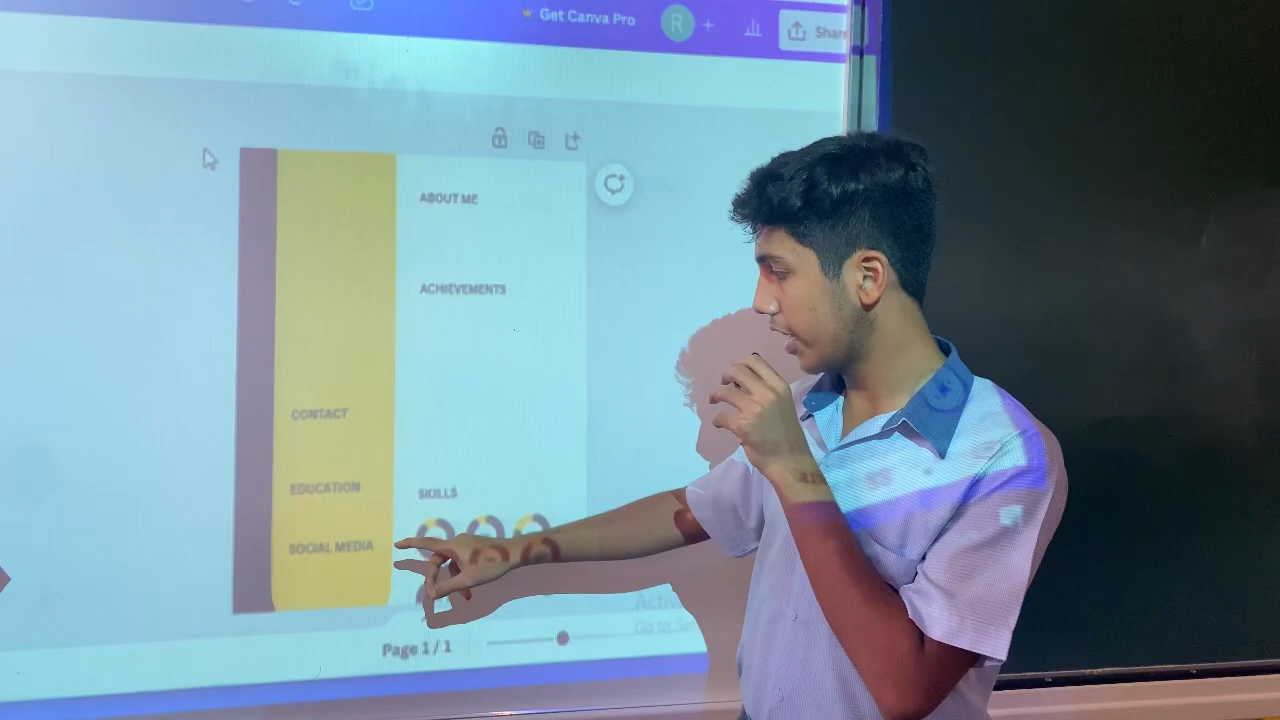 Get Canva Pro
R
+
Share
ABOUT ME
ACHIEVEMENTS
CONTACT
EDUCATION
SKILLS
SOCIAL MEDIA
Page 1 / 1